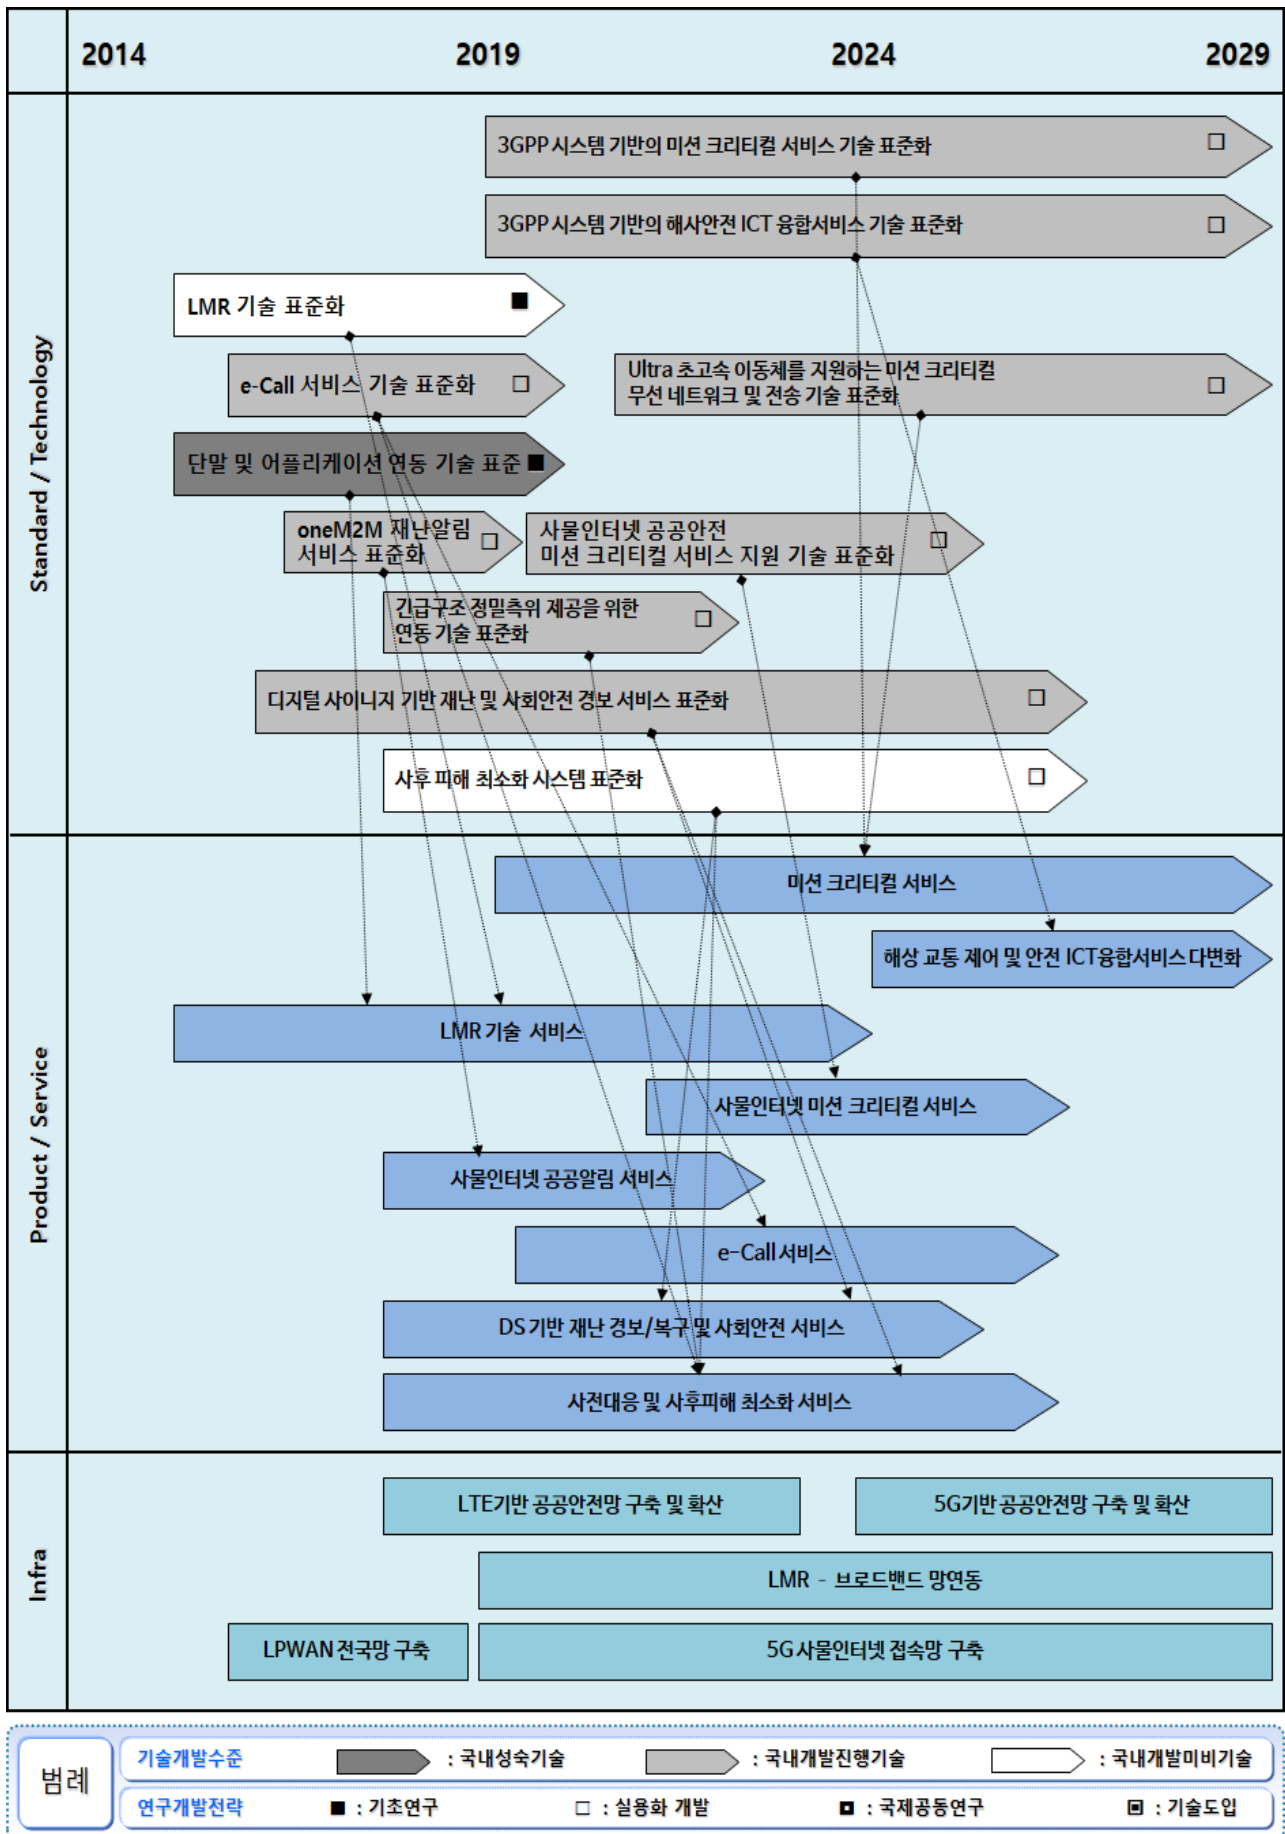 2014 2019 2024 2029
Standard / Technology
3GPP 시스템 기반의 미션 크리티컬 서비스 기술 표준화 □
3GPP 시스템 기반의 해사안전 ICT 융합서비스 기술 표준화 □
LMR 기술 표준화 ■
e-Call 서비스 기술 표준화 □
Ultra 초고속 이동체를 지원하는 미션 크리티컬
무선 네트워크 및 전송 기술 표준화 □
단말 및 어플리케이션 연동 기술 표준 ■
oneM2M 재난알림
서비스 표준화 □
사물인터넷 공공안전
미션 크리티컬 서비스 지원 기술 표준화 □
긴급구조 정밀측위 제공을 위한
연동 기술 표준화 □
디지털 사이니지 기반 재난 및 사회안전 경보 서비스 표준화 □
사후 피해 최소화 시스템 표준화 □
Product / Service
미션 크리티컬 서비스
해상 교통 제어 및 안전 ICT융합서비스 다변화
LMR 기술 서비스
사물인터넷 미션 크리티컬 서비스
사물인터넷 공공알림 서비스
e-Call 서비스
DS 기반 재난 경보/복구 및 사회안전 서비스
사전대응 및 사후피해 최소화 서비스
Infra
LTE기반 공공안전망 구축 및 확산
5G기반 공공안전망 구축 및 확산
LMR - 브로드밴드 망연동
LPWAN 전국망 구축
5G 사물인터넷 접속망 구축
범례
기술개발수준 : 국내성숙기술 : 국내개발진행기술 : 국내개발미비기술
연구개발전략 ■ : 기초연구 □ : 실용화 개발 ◘ : 국제공동연구 ▣ : 기술도입